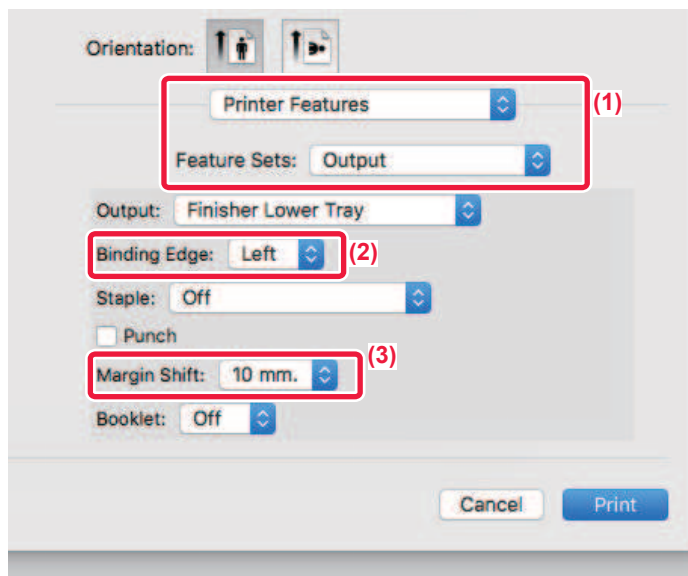 Orientation:
Printer Features
(1)
Feature Sets: Output
Output: Finisher Lower Tray
Binding Edge: Left
(2)
Staple: Off
Punch
(3)
Margin Shift: 10 mm.
Booklet: Off
Cancel Print